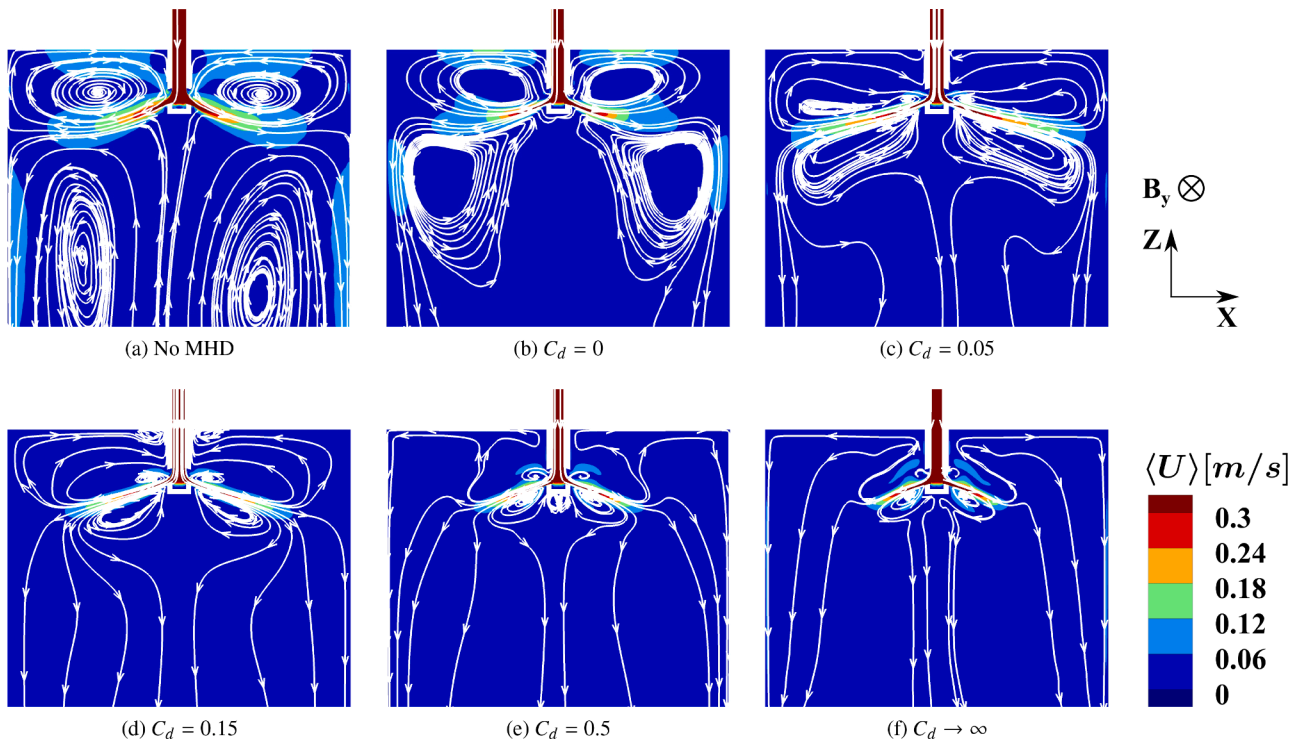 (a) No MHD
(b) C_d = 0
(c) C_d = 0.05
B_y ⊗
Z
X
(d) C_d = 0.15
(e) C_d = 0.5
(f) C_d → ∞
⟨U⟩[m/s]
0.3
0.24
0.18
0.12
0.06
0